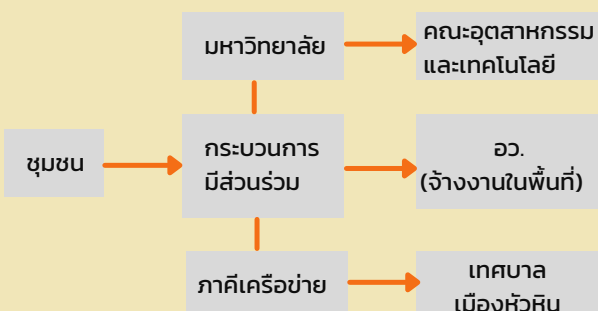 มหาวิทยาลัย
คณะอุตสาหกรรม
และเทคโนโลยี
ชุมชน
กระบวนการ
มีส่วนร่วม
อว.
(จ้างงานในพื้นที่)
ภาคีเครือข่าย
เทศบาล
เมืองหัวหิน